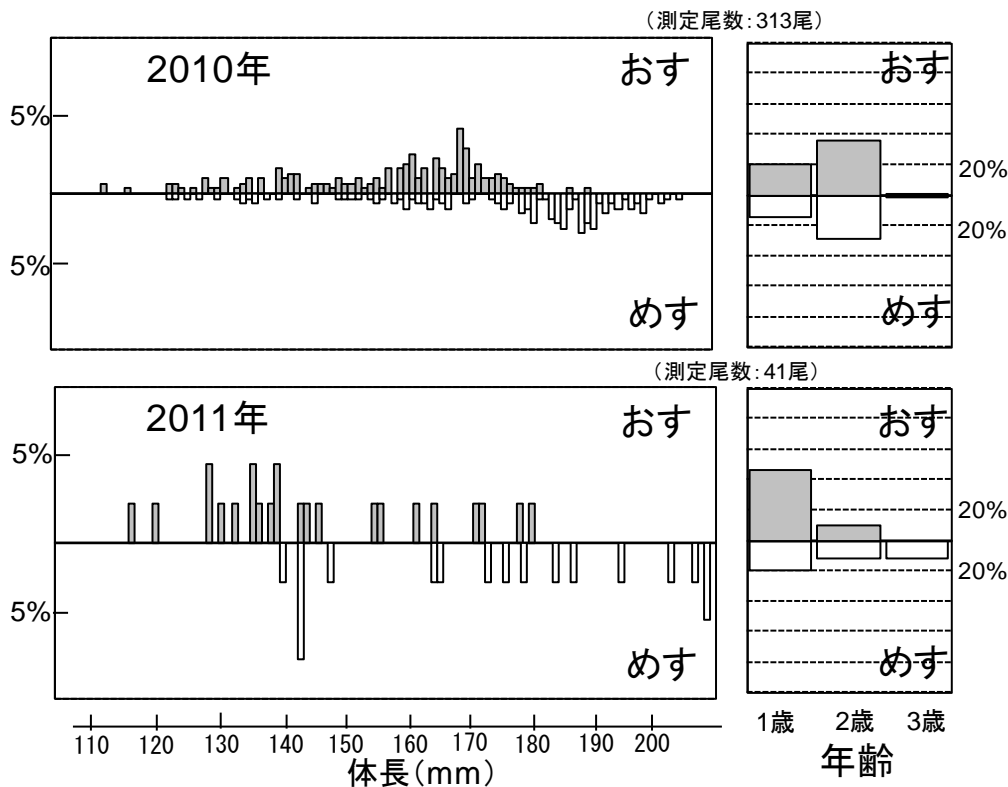 (測定尾数:313尾)
2010年
おす
おす
5%
20%
20%
5%
めす
めす
(測定尾数:41尾)
2011年
おす
おす
5%
20%
20%
5%
めす
めす
1歳 2歳 3歳
年齢
110 120 130 140 150 160 170 180 190 200
体長(mm)